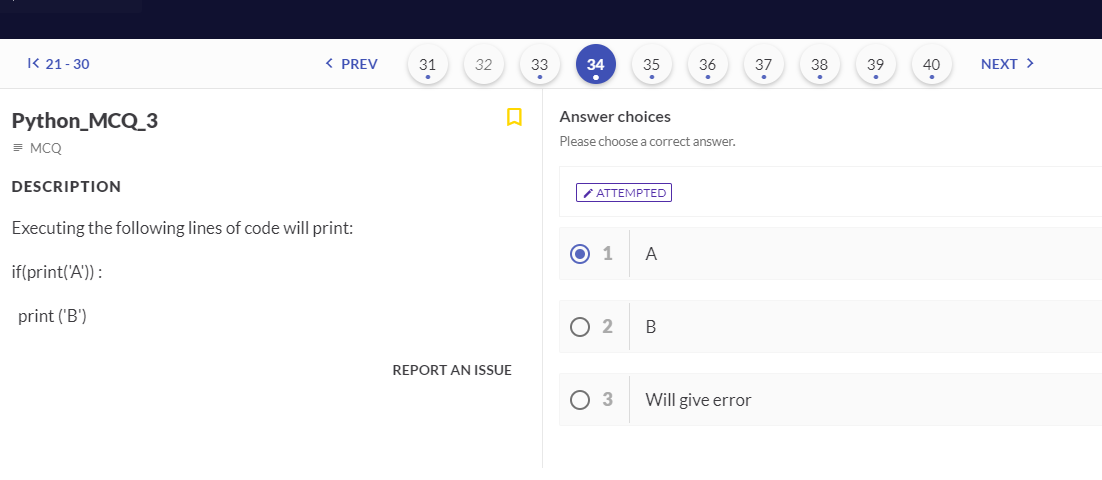 21 - 30
PREV
31
32
33
34
35
36
37
38
39
40
NEXT
Python_MCQ_3
MCQ
DESCRIPTION
Executing the following lines of code will print:
if(print('A')) :
print ('B')
REPORT AN ISSUE
Answer choices
Please choose a correct answer.
ATTEMPTED
1 A
2 B
3 Will give error